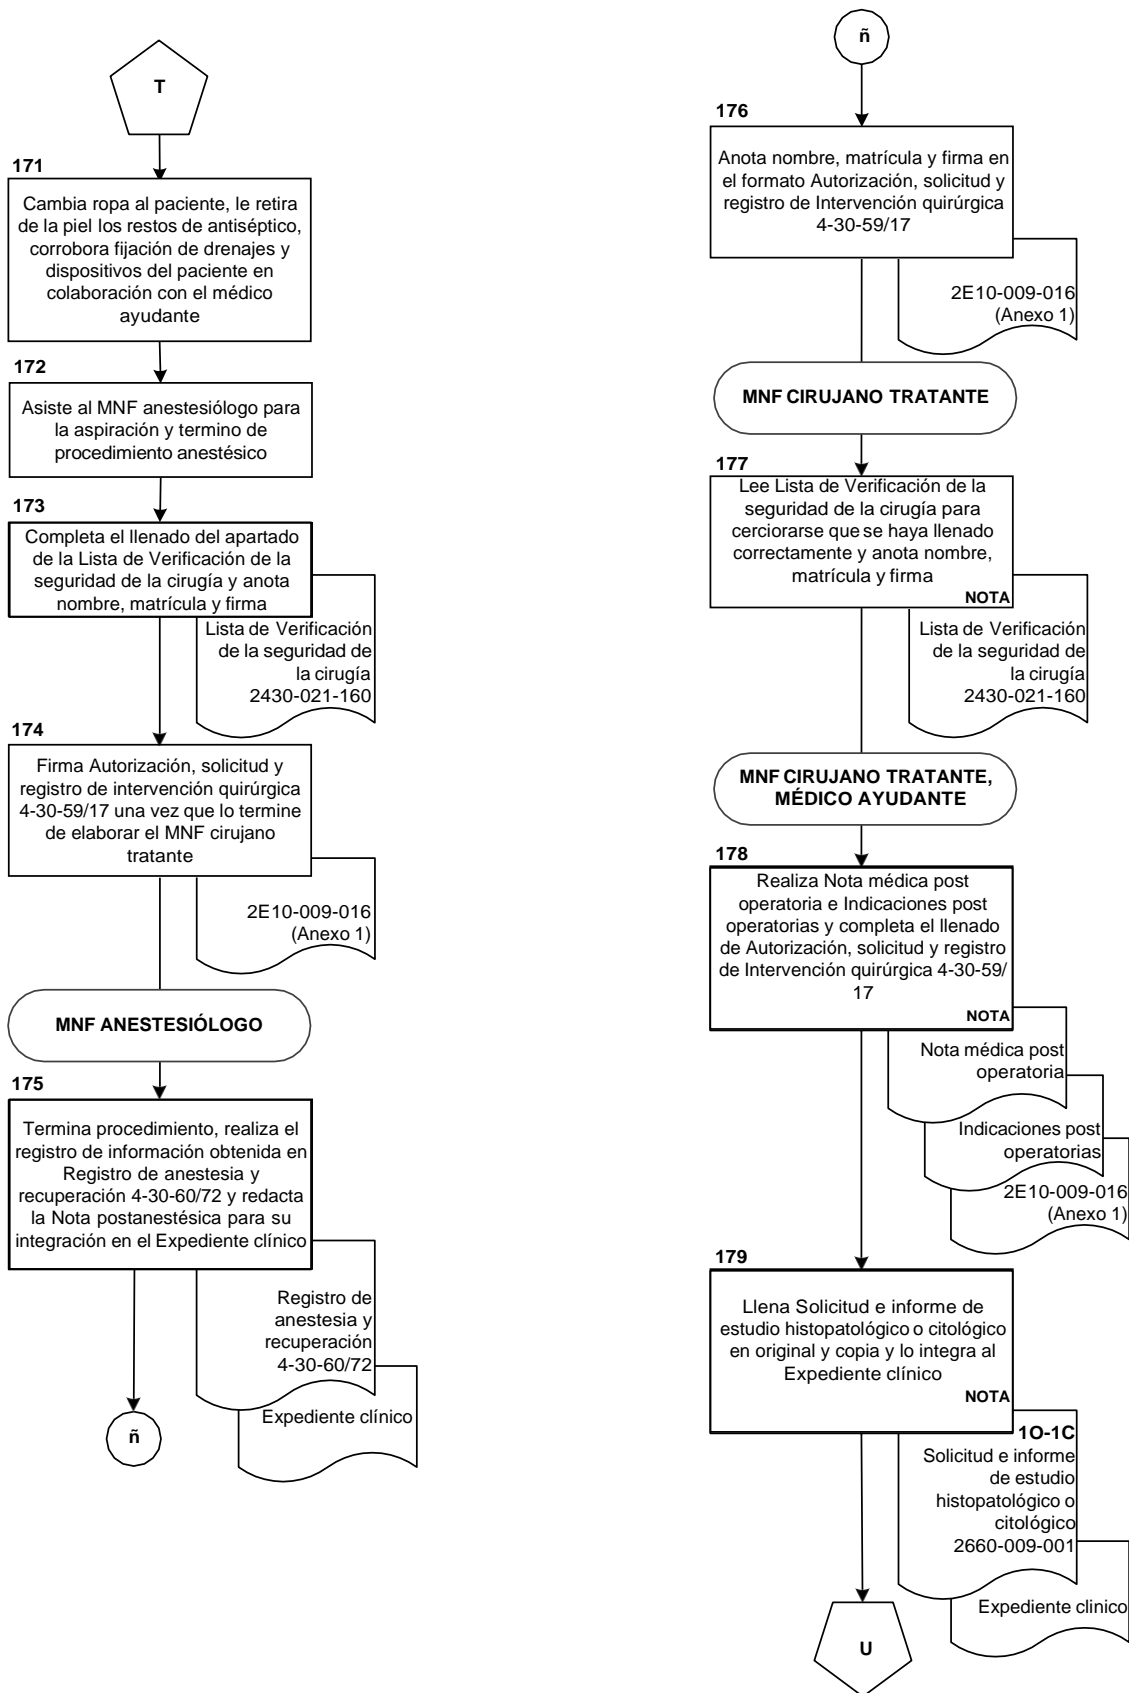 T
171
Cambia ropa al paciente, le retira
de la piel los restos de antiséptico,
corrobora fijación de drenajes y
dispositivos del paciente en
colaboración con el médico
ayudante
172
Asiste al MNF anestesiólogo para
la aspiración y termino de
procedimiento anestésico
173
Completa el llenado del apartado
de la Lista de Verificación de la
seguridad de la cirugía y anota
nombre, matrícula y firma
Lista de Verificación
de la seguridad de
la cirugía
2430-021-160
174
Firma Autorización, solicitud y
registro de intervención quirúrgica
4-30-59/17 una vez que lo termine
de elaborar el MNF cirujano
tratante
2E10-009-016
(Anexo 1)
MNF ANESTESIÓLOGO
175
Termina procedimiento, realiza el
registro de información obtenida en
Registro de anestesia y
recuperación 4-30-60/72 y redacta
la Nota postanestésica para su
integración en el Expediente clínico
Registro de
anestesia y
recuperación
4-30-60/72
Expediente clínico
ñ
ñ
176
Anota nombre, matrícula y firma en
el formato Autorización, solicitud y
registro de Intervención quirúrgica
4-30-59/17
2E10-009-016
(Anexo 1)
MNF CIRUJANO TRATANTE
177
Lee Lista de Verificación de la
seguridad de la cirugía para
cerciorarse que se haya llenado
correctamente y anota nombre,
matrícula y firma
NOTA
Lista de Verificación
de la seguridad de
la cirugía
2430-021-160
MNF CIRUJANO TRATANTE,
MÉDICO AYUDANTE
178
Realiza Nota médica post
operatoria e Indicaciones post
operatorias y completa el llenado
de Autorización, solicitud y registro
de Intervención quirúrgica 4-30-59/
17
NOTA
Nota médica post
operatoria
Indicaciones post
operatorias
2E10-009-016
(Anexo 1)
179
Llena Solicitud e informe de
estudio histopatológico o citológico
en original y copia y lo integra al
Expediente clínico
NOTA
1O-1C
Solicitud e informe
de estudio
histopatológico o
citológico
2660-009-001
Expediente clinico
U